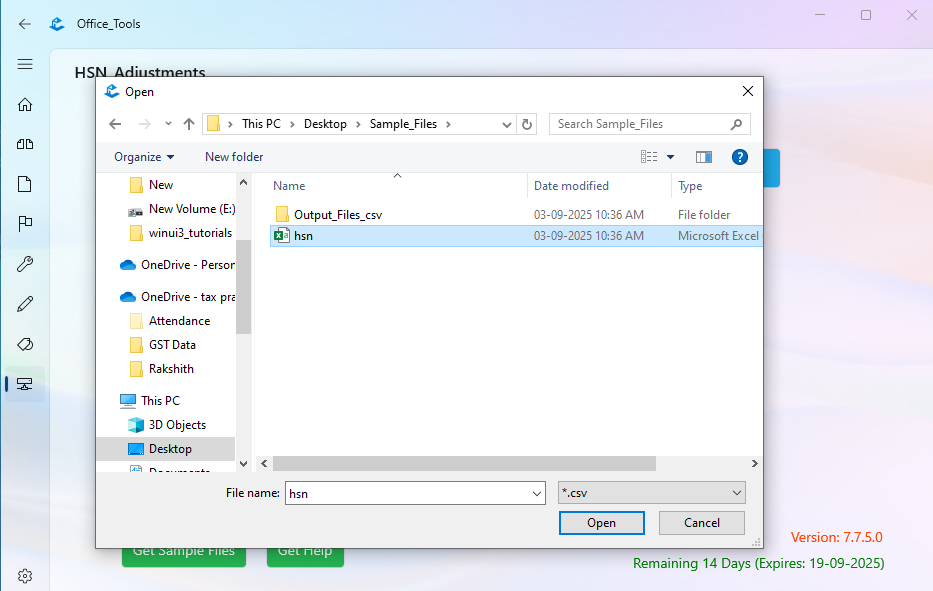 Office_Tools
HSN Adjustments
Open
This PC > Desktop > Sample_Files >
Search Sample_Files
Organize
New folder
Name
Date modified
Type
New
New Volume (E:)
winui3_tutorials
OneDrive - Person
OneDrive - tax pra
Attendance
GST Data
Rakshith
This PC
3D Objects
Desktop
Documents
Output_Files_csv
03-09-2025 10:36 AM
File folder
hsn
03-09-2025 10:36 AM
Microsoft Excel
File name:
hsn
*.csv
Open
Cancel
Get Sample Files
Get Help
Version: 7.7.5.0
Remaining 14 Days (Expires: 19-09-2025)